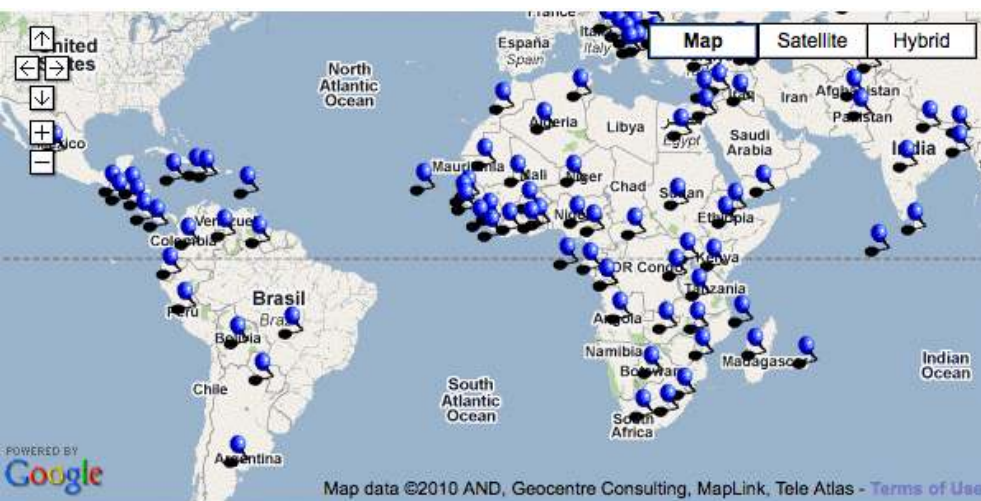 France
United
States
España
Spain
Italy
Map
Satellite
Hybrid
North
Atlantic
Ocean
Iraq
Iran
Afghanistan
Pakistan
Algeria
Libya
Egypt
Saudi
Arabia
India
Mexico
Mauritania
Mali
Niger
Chad
Sudan
Ethiopia
Venezuela
Colombia
DR Congo
Kenya
Tanzania
Brasil
Perú
Bolivia
Angola
Namibia
Botswana
Madagascar
Chile
South
Atlantic
Ocean
Indian
Ocean
South
Africa
Argentina
POWERED BY
Google
Map data ©2010 AND, Geocentre Consulting, MapLink, Tele Atlas - Terms of Use